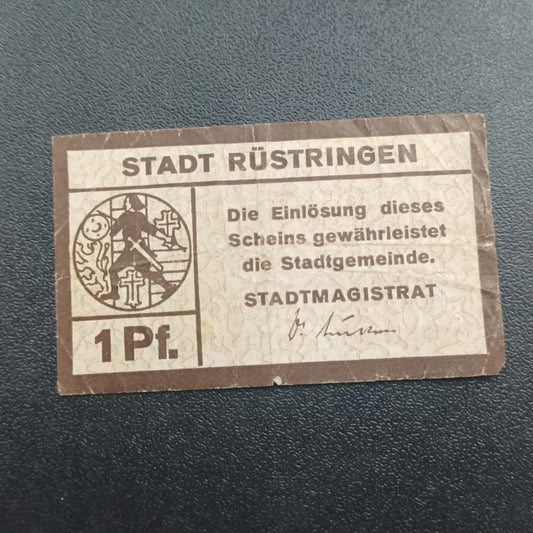 STADT RÜSTRINGEN
Die Einlösung dieses
Scheins gewährleistet
die Stadtgemeinde.
STADTMAGISTRAT
1 Pf.